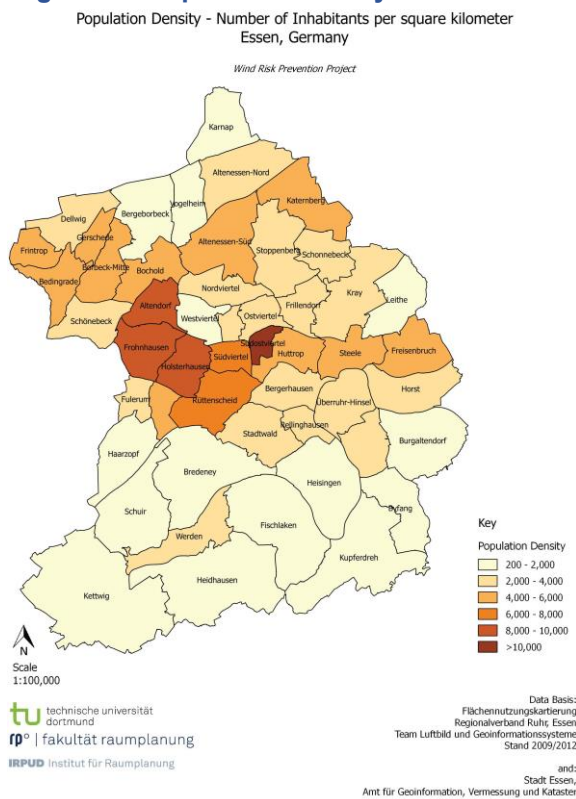 Population Density - Number of Inhabitants per square kilometer
Essen, Germany
Wind Risk Prevention Project
Karnap
Altenessen-Nord
Vogelheim
Bergeborbeck
Katernberg
Dellwig
Gerschede
Altenessen-Süd
Stoppenberg
Schonnebeck
Frintrop
Borbeck-Mitte
Bochold
Bedingrade
Nordviertel
Kray
Leithe
Altendorf
Frillendorf
Schönebeck
Westviertel
Ostviertel
Frohnhausen
Südostviertel
Südviertel
Huttrop
Steele
Freisenbruch
Holsterhausen
Bergerhausen
Horst
Fulerum
Rüttenscheid
Überruhr-Hinsel
Rellinghausen
Stadtwald
Burgaltendorf
Haarzopf
Bredeney
Heisingen
Schuir
Byfang
Fischlaken
Werden
Kupferdreh
Heidhausen
Kettwig
Key
Population Density
200 - 2,000
2,000 - 4,000
4,000 - 6,000
6,000 - 8,000
8,000 - 10,000
>10,000
N
Scale
1:100,000
tu technische universität
dortmund
rp° | fakultät raumplanung
IRPUD Institut für Raumplanung
Data Basis:
Flächennutzungskartierung
Regionalverband Ruhr, Essen
Team Luftbild und Geoinformationssysteme
Stand 2009/2012
and:
Stadt Essen,
Amt für Geoinformation, Vermessung und Kataster